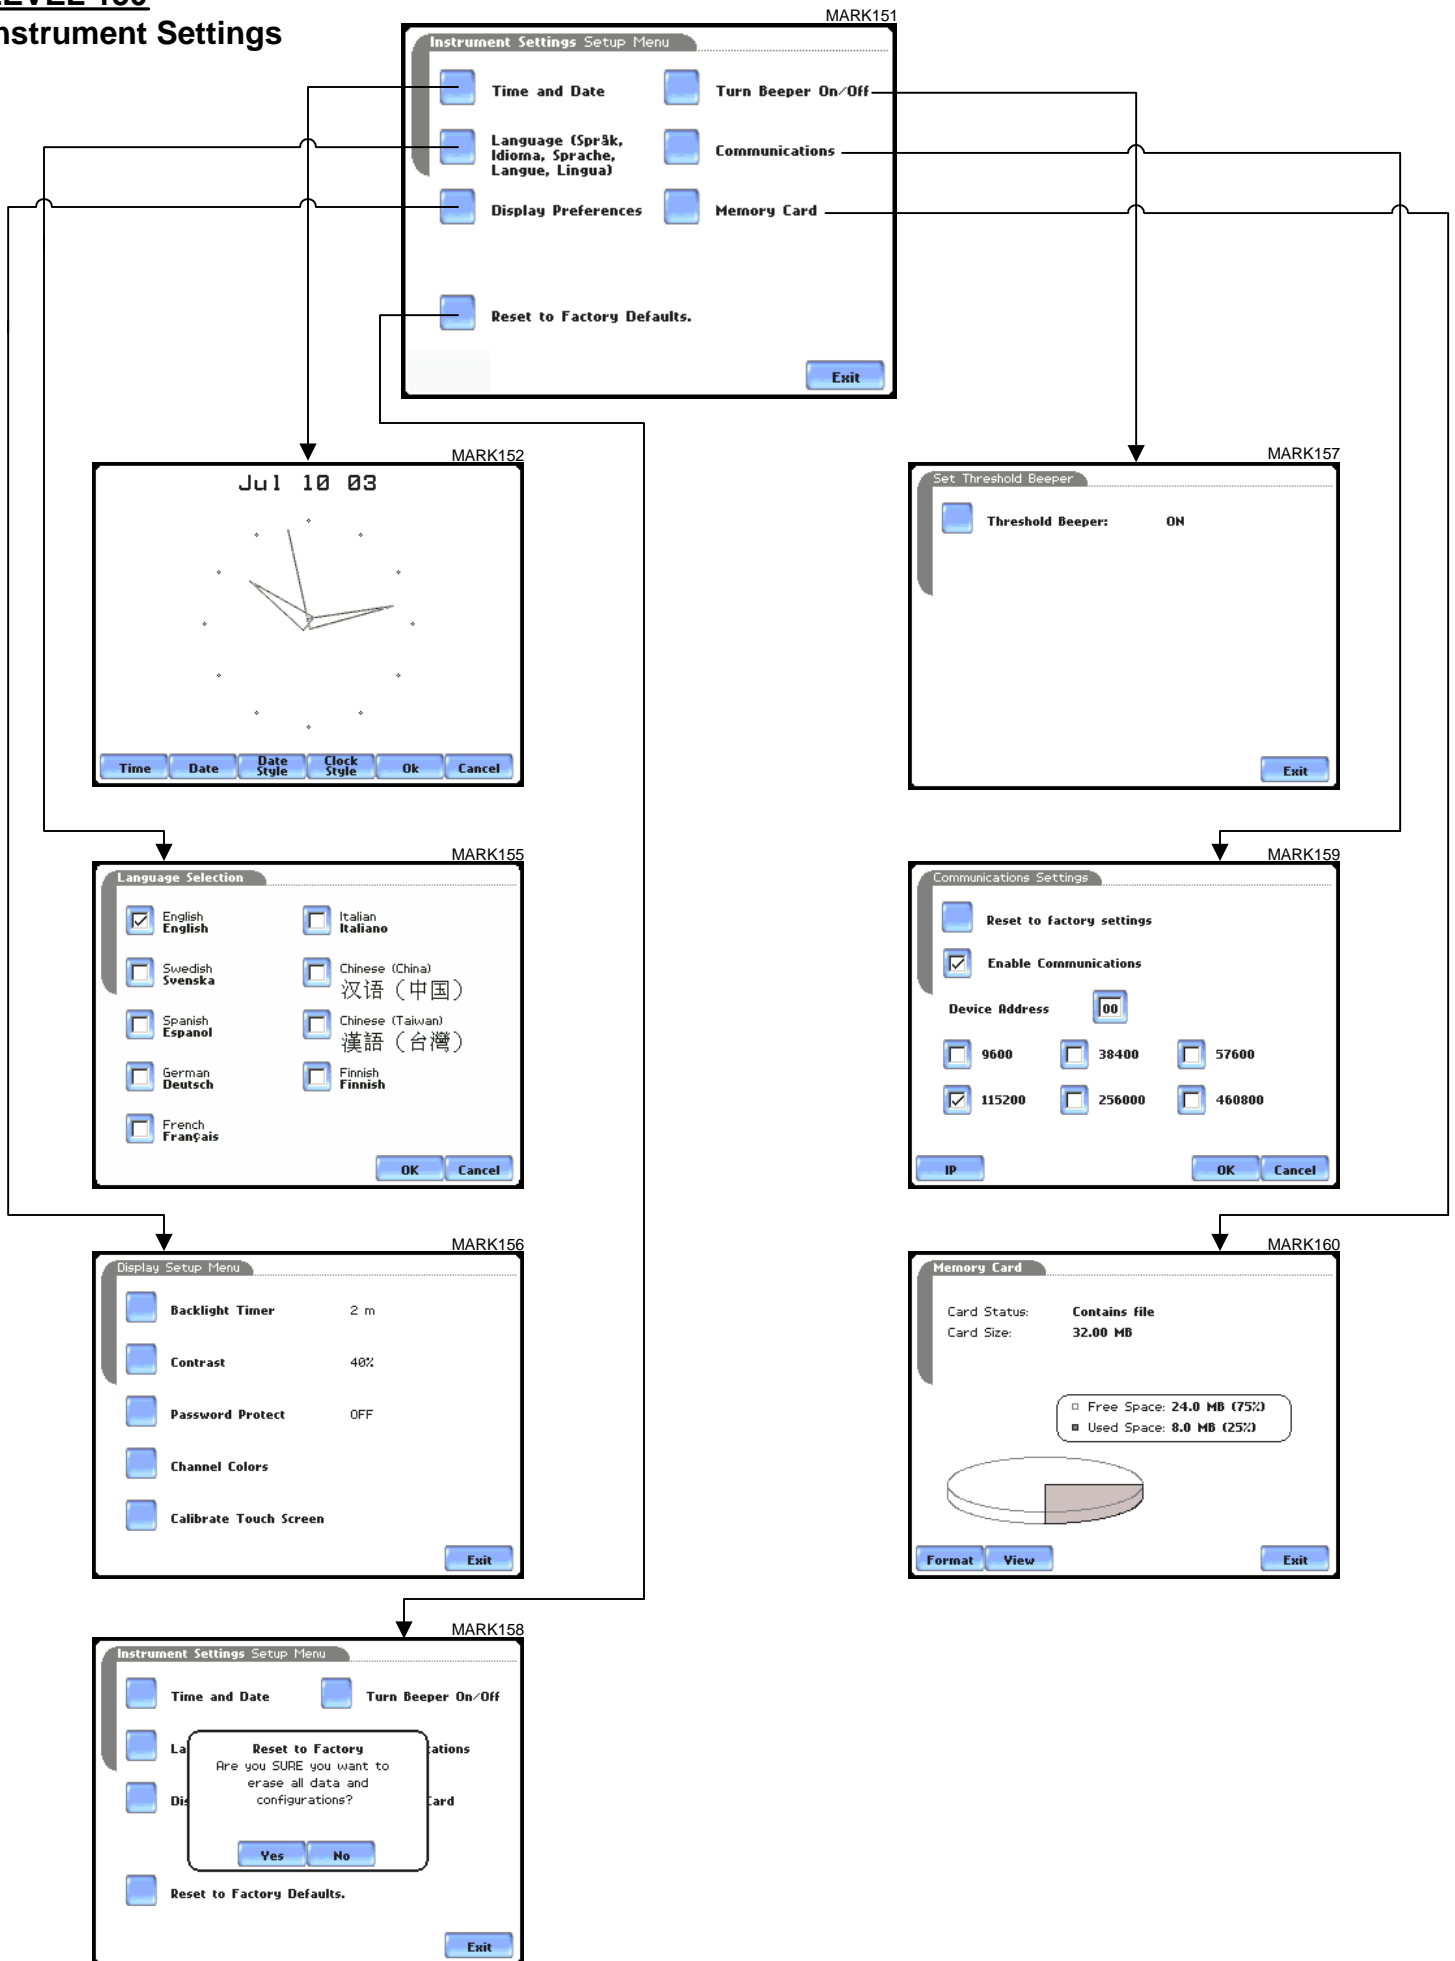 LEVEL 150
Instrument Settings
MARK151
Instrument Settings Setup Menu
Time and Date
Turn Beeper On/Off
Language (Språk,
Idioma, Sprache,
Langue, Lingua)
Communications
Display Preferences
Memory Card
Reset to Factory Defaults.
Exit
MARK152
Jul 10 03
Time
Date
Date
Style
Clock
Style
Ok
Cancel
MARK157
Set Threshold Beeper
Threshold Beeper: ON
Exit
MARK155
Language Selection
English
English
Italian
Italiano
Swedish
Svenska
Chinese (China)
汉语（中国）
Spanish
Espanol
Chinese (Taiwan)
漢語（台灣）
German
Deutsch
Finnish
Finnish
French
Français
OK
Cancel
MARK159
Communications Settings
Reset to factory settings
Enable Communications
Device Address 00
9600 38400 57600
115200 256000 460800
IP
OK
Cancel
MARK156
Display Setup Menu
Backlight Timer 2 m
Contrast 40%
Password Protect OFF
Channel Colors
Calibrate Touch Screen
Exit
MARK160
Memory Card
Card Status: Contains file
Card Size: 32.00 MB
Free Space: 24.0 MB (75%)
Used Space: 8.0 MB (25%)
Format
View
Exit
MARK158
Instrument Settings Setup Menu
Time and Date
Turn Beeper On/Off
La
ations
Dis
Card
Reset to Factory
Are you SURE you want to
erase all data and
configurations?
Yes
No
Reset to Factory Defaults.
Exit